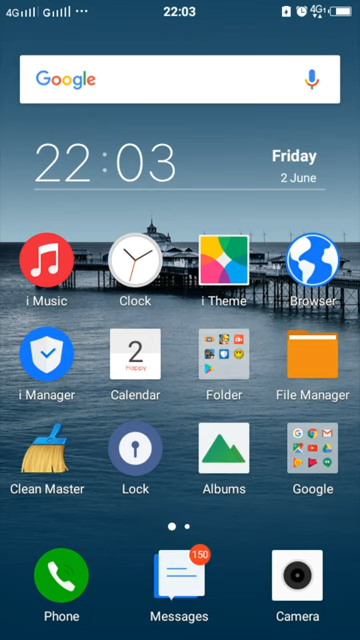 4G G ... 22:03 4G1
Google
22:03
Friday
2 June
i Music Clock i Theme Browser
2
Happy
i Manager Calendar Folder File Manager
Clean Master Lock Albums Google
150
Phone Messages Camera